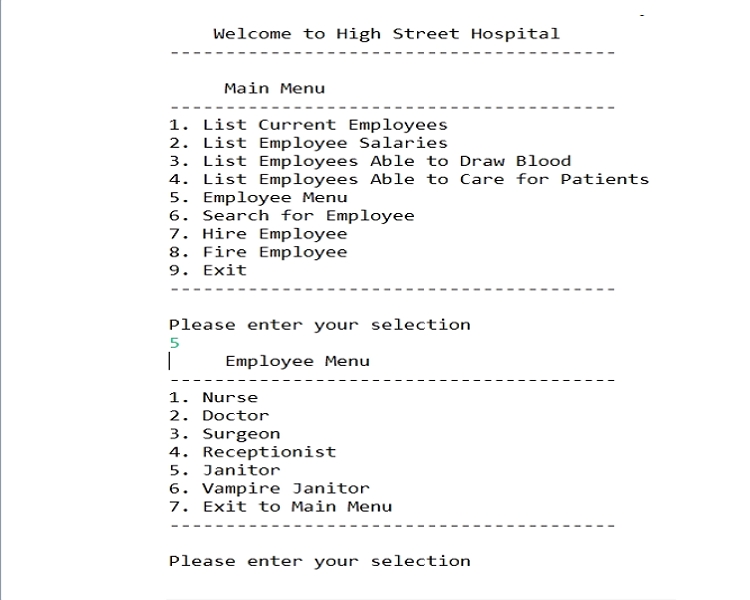 Welcome to High Street Hospital
----------------------------------------
Main Menu
----------------------------------------
1. List Current Employees
2. List Employee Salaries
3. List Employees Able to Draw Blood
4. List Employees Able to Care for Patients
5. Employee Menu
6. Search for Employee
7. Hire Employee
8. Fire Employee
9. Exit
----------------------------------------
Please enter your selection
5
Employee Menu
----------------------------------------
1. Nurse
2. Doctor
3. Surgeon
4. Receptionist
5. Janitor
6. Vampire Janitor
7. Exit to Main Menu
----------------------------------------
Please enter your selection